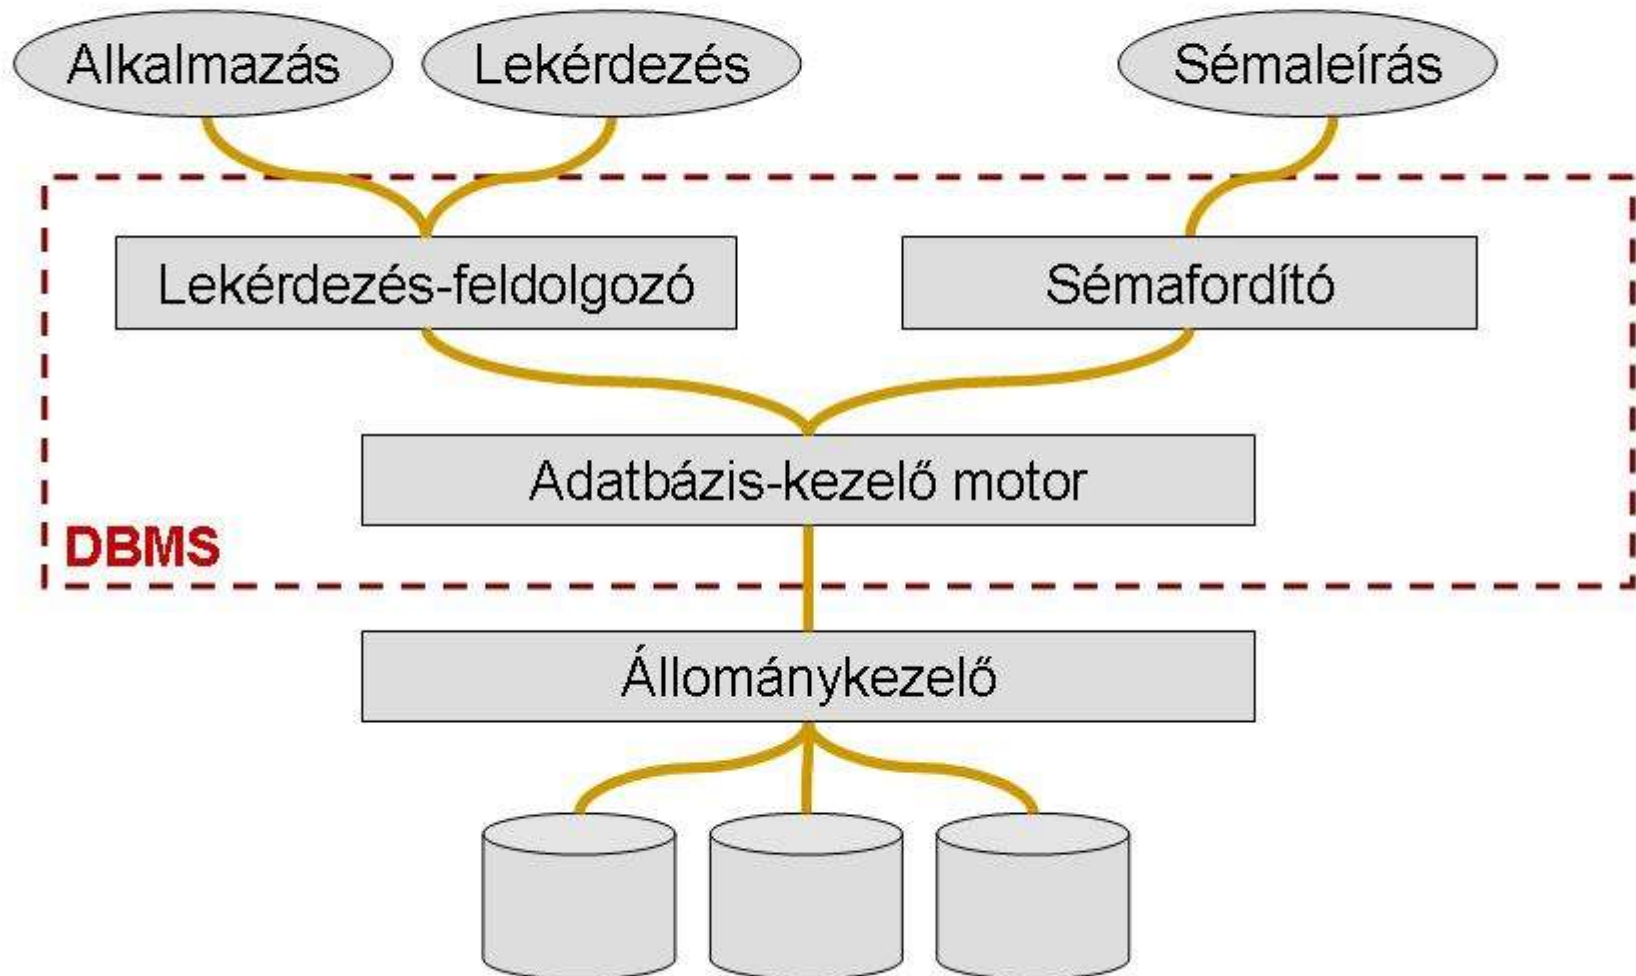 Alkalmazás
Lekérdezés
Sémaleírás
Lekérdezés-feldolgozó
Sémafordító
Adatbázis-kezelő motor
DBMS
Állománykezelő